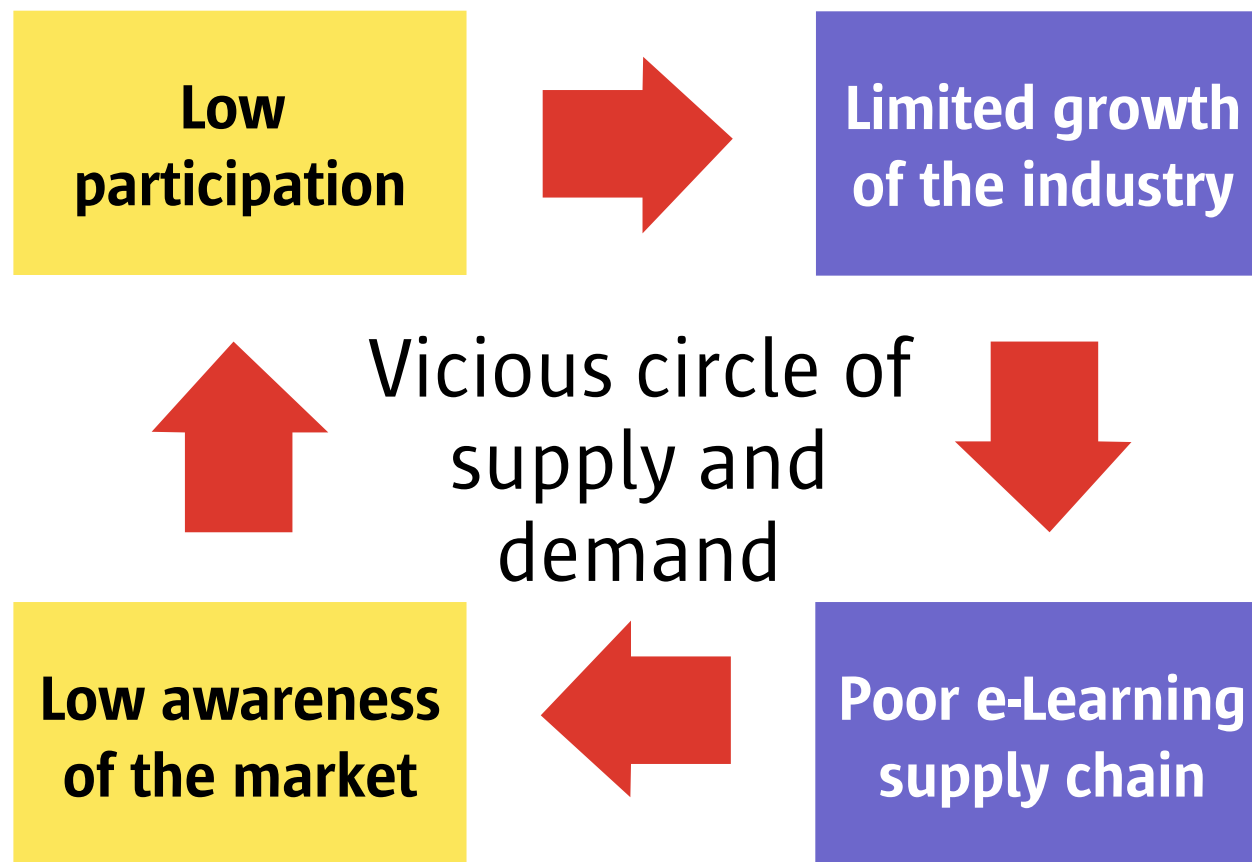 Low
participation
Limited growth
of the industry
Vicious circle of
supply and
demand
Low awareness
of the market
Poor e-Learning
supply chain